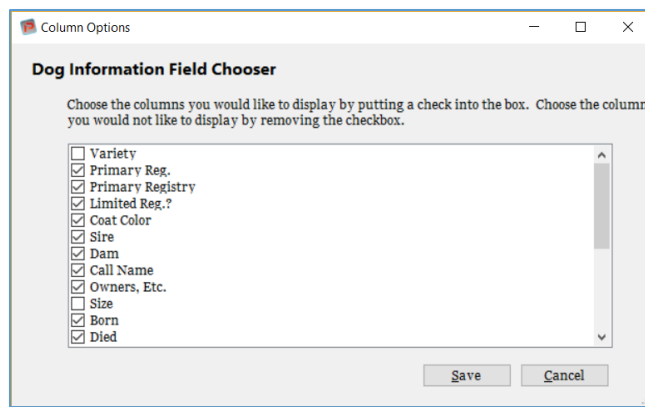 Column Options
Dog Information Field Chooser
Choose the columns you would like to display by putting a check into the box. Choose the column
you would not like to display by removing the checkbox.
Variety
Primary Reg.
Primary Registry
Limited Reg.?
Coat Color
Sire
Dam
Call Name
Owners, Etc.
Size
Born
Died
Save Cancel